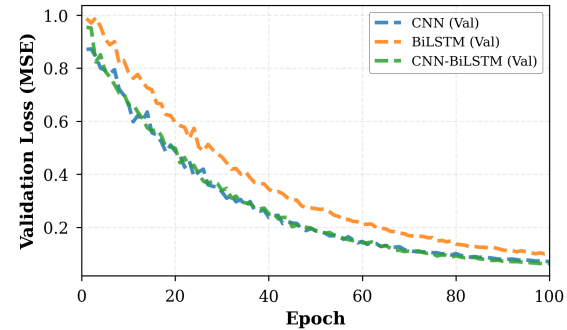 1.0
0.8
0.6
0.4
0.2
Validation Loss (MSE)
CNN (Val)
BiLSTM (Val)
CNN-BiLSTM (Val)
0 20 40 60 80 100
Epoch